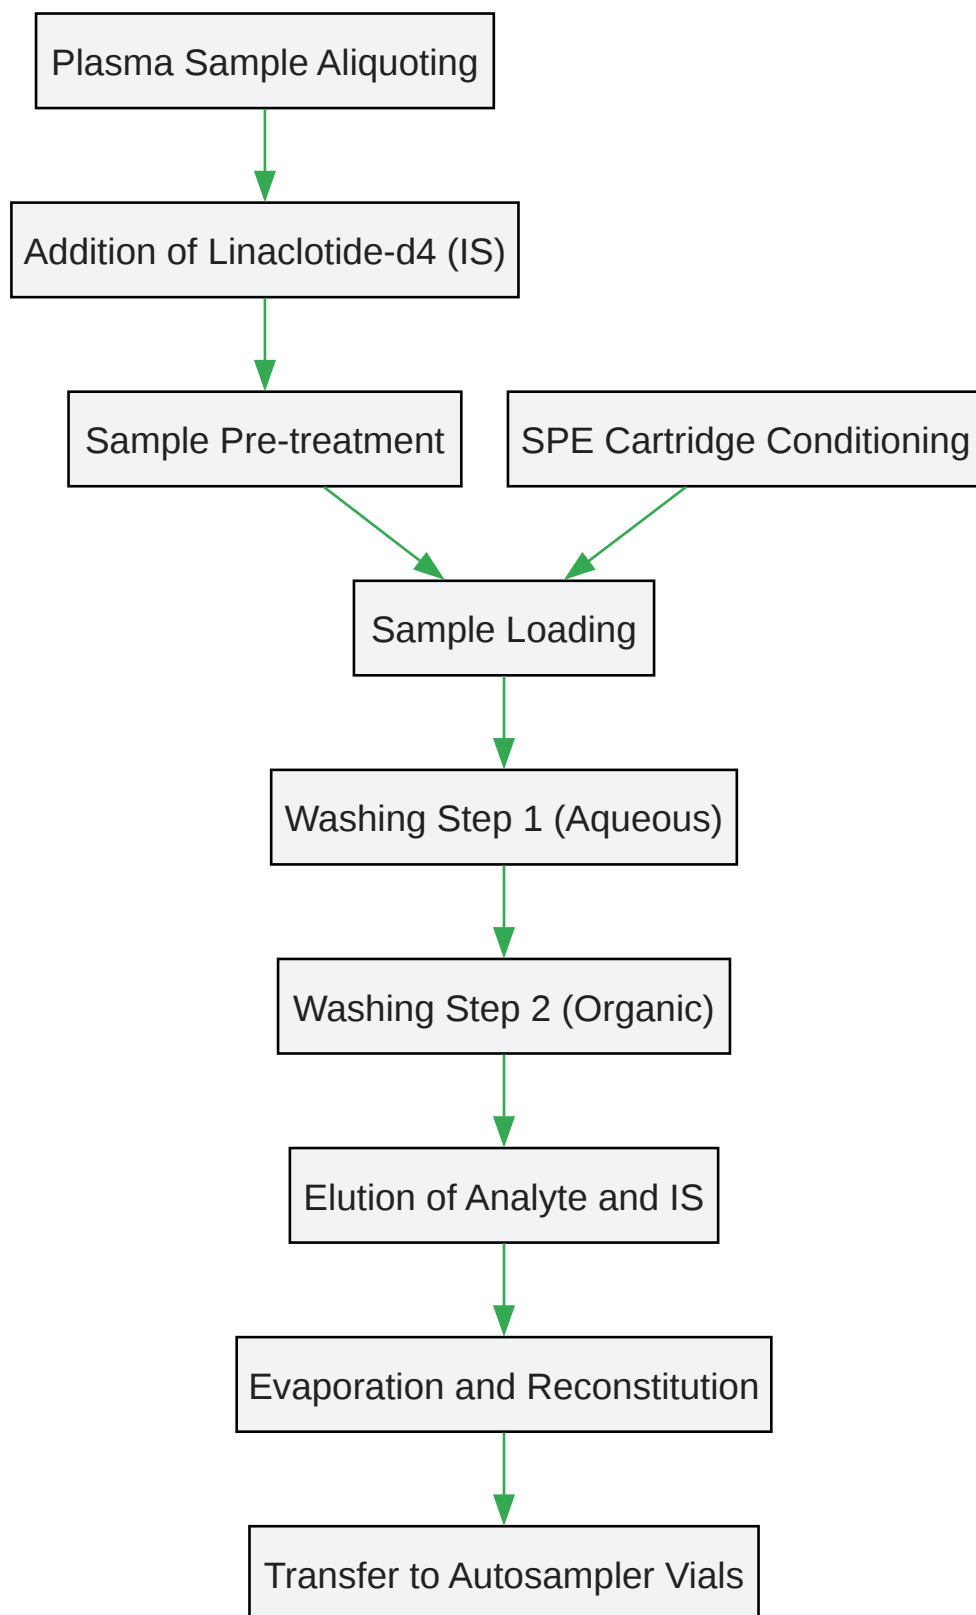 Plasma Sample Aliquoting
Addition of Linaclotide-d4 (IS)
Sample Pre-treatment
SPE Cartridge Conditioning
Sample Loading
Washing Step 1 (Aqueous)
Washing Step 2 (Organic)
Elution of Analyte and IS
Evaporation and Reconstitution
Transfer to Autosampler Vials